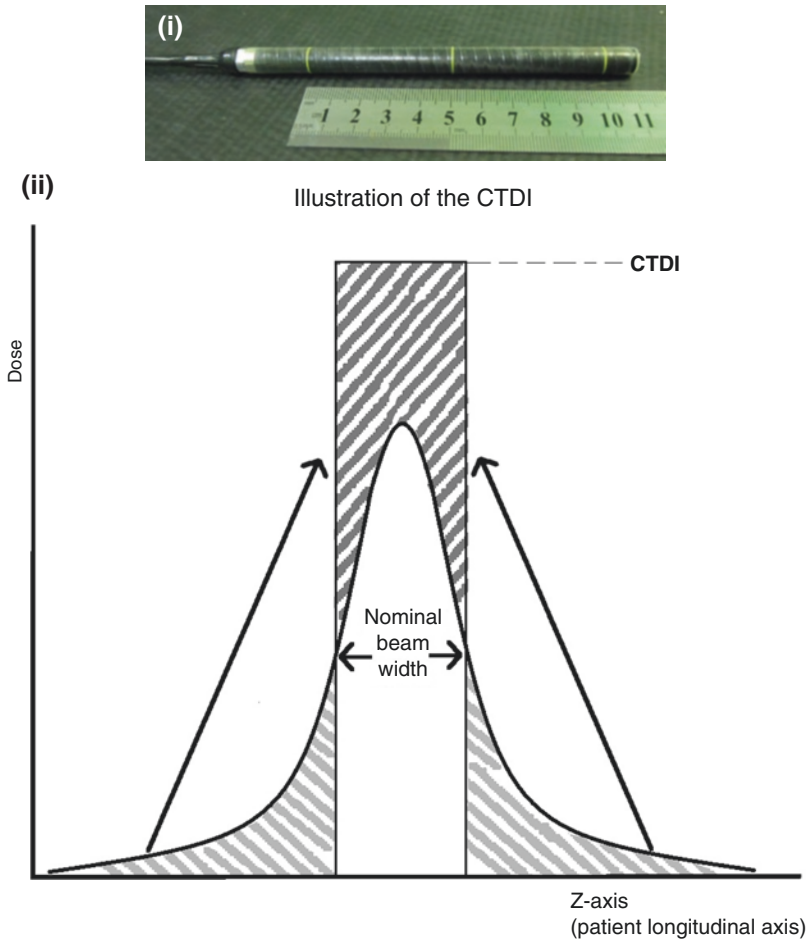 (i)
1 2 3 4 5 6 7 8 9 10 11
(ii)
Illustration of the CTDI
CTDI
Dose
Nominal
beam
width
Z-axis
(patient longitudinal axis)